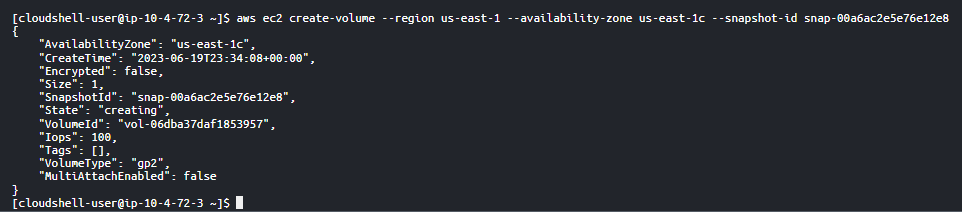 [cloudshell-user@ip-10-4-72-3 ~]$ aws ec2 create-volume --region us-east-1 --availability-zone us-east-1c --snapshot-id snap-00a6ac2e5e76e12e8
{
    "AvailabilityZone": "us-east-1c",
    "CreateTime": "2023-06-19T23:34:08+00:00",
    "Encrypted": false,
    "Size": 1,
    "SnapshotId": "snap-00a6ac2e5e76e12e8",
    "State": "creating",
    "VolumeId": "vol-06dba37daf1853957",
    "Iops": 100,
    "Tags": [],
    "VolumeType": "gp2",
    "MultiAttachEnabled": false
}
[cloudshell-user@ip-10-4-72-3 ~]$